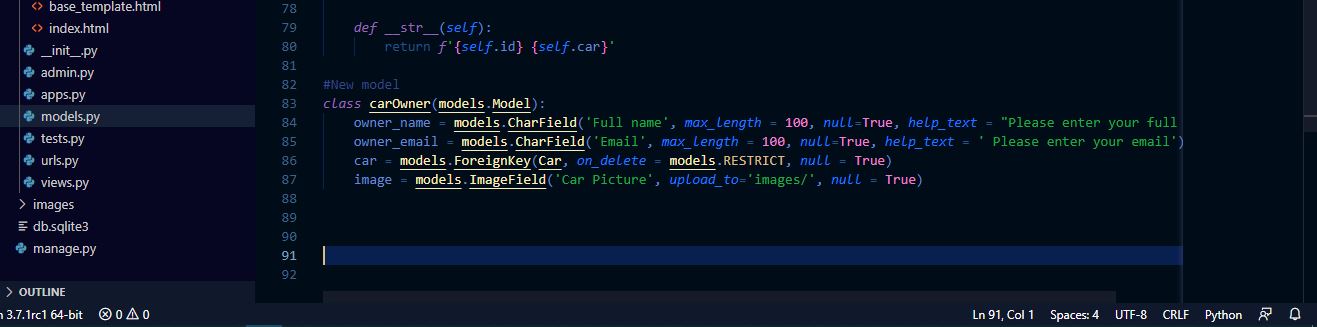 base_template.html
index.html
__init__.py
admin.py
apps.py
models.py
tests.py
urls.py
views.py
images
db.sqlite3
manage.py
OUTLINE
78
79 def __str__(self):
80 return f'{self.id} {self.car}'
81
82 #New model
83 class carOwner(models.Model):
84 owner_name = models.CharField('Full name', max_length = 100, null=True, help_text = "Please enter your full
85 owner_email = models.CharField('Email', max_length = 100, null=True, help_text = ' Please enter your email')
86 car = models.ForeignKey(Car, on_delete = models.RESTRICT, null = True)
87 image = models.ImageField('Car Picture', upload_to='images/', null = True)
88
89
90
91
92
n 3.7.1rc1 64-bit 0 0 Ln 91, Col 1 Spaces: 4 UTF-8 CRLF Python